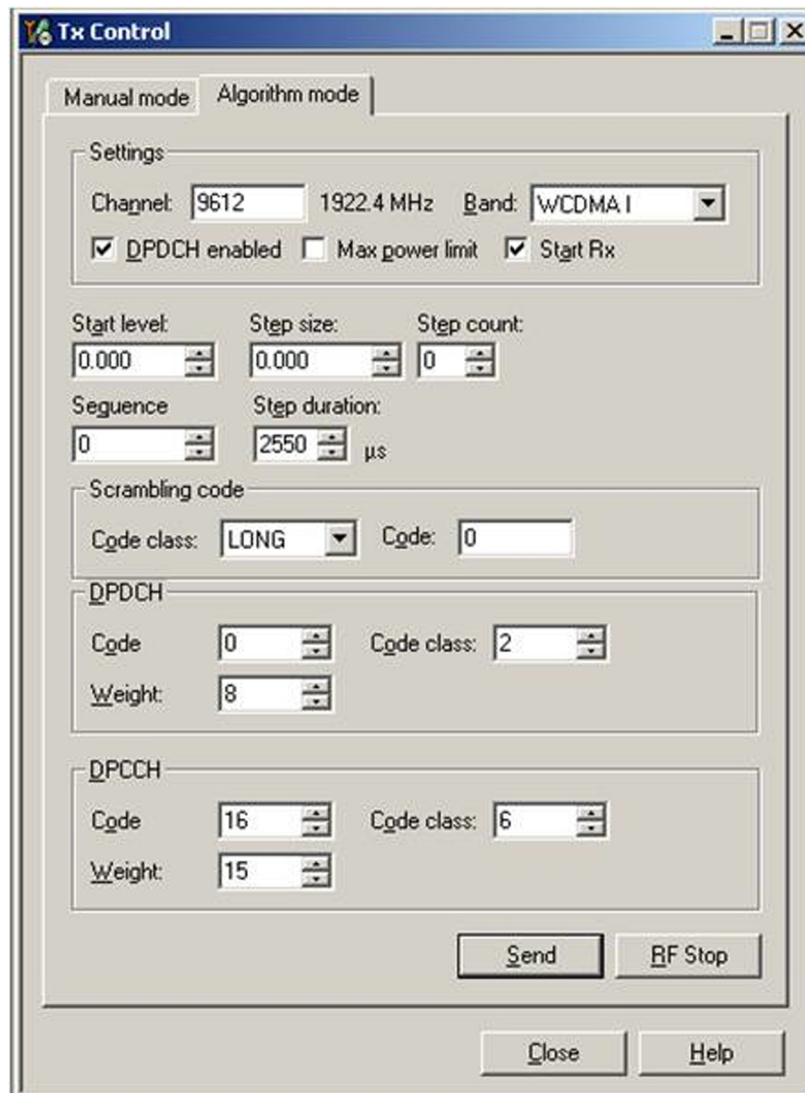 Tx Control
Manual mode Algorithm mode
Settings
Channel: 9612 1922.4 MHz Band: WCDMA I
DPDCH enabled Max power limit Start Rx
Start level: Step size: Step count:
0.000 0.000 0
Seguence Step duration:
0 2550 µs
Scrambling code
Code class: LONG Code: 0
DPDCH
Code 0 Code class: 2
Weight: 8
DPCCH
Code 16 Code class: 6
Weight: 15
Send RF Stop
Close Help